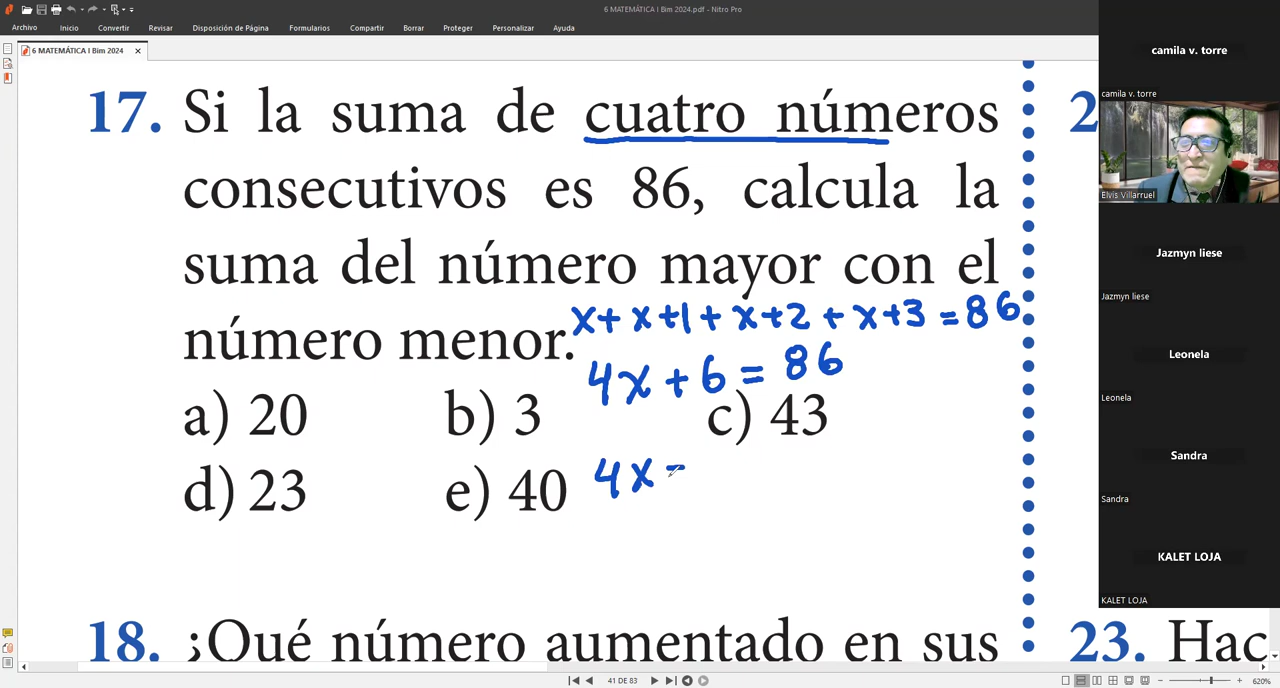 6 MATEMÁTICA I Bim 2024.pdf - Nitro Pro
Archivo Inicio Convertir Revisar Disposición de Página Formularios Compartir Borrar Proteger Personalizar Ayuda
6 MATEMÁTICA I Bim 2024
17. Si la suma de cuatro números
consecutivos es 86, calcula la
suma del número mayor con el
número menor.
x+ x+1+ x+2 + x+3 =86
4x + 6 = 86
a) 20 b) 3 c) 43
d) 23 e) 40
4x =
18. ¿Qué número aumentado en sus
2
23. Hac
camila v. torre
camila v. torre
Elvis Villarruel
Jazmyn liese
Jazmyn liese
Leonela
Leonela
Sandra
Sandra
KALET LOJA
KALET LOJA
41 DE 83
620%